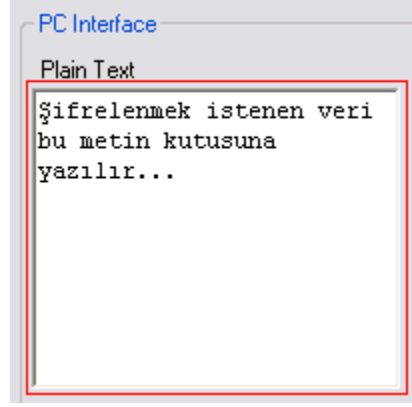 PC Interface
Plain Text
Şifrelenmek istenen veri
bu metin kutusuna
yazılır...